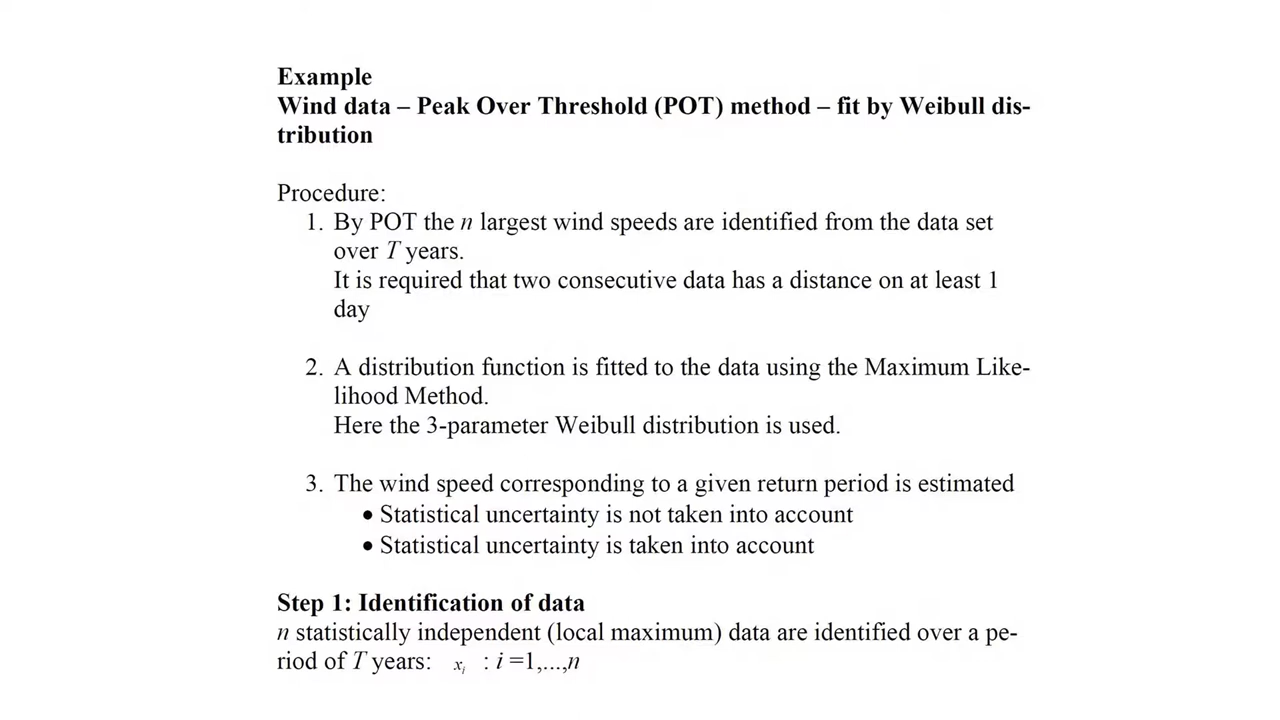 Example
Wind data – Peak Over Threshold (POT) method – fit by Weibull dis-
tribution
Procedure:
1. By POT the n largest wind speeds are identified from the data set
over T years.
It is required that two consecutive data has a distance on at least 1
day
2. A distribution function is fitted to the data using the Maximum Like-
lihood Method.
Here the 3-parameter Weibull distribution is used.
3. The wind speed corresponding to a given return period is estimated
• Statistical uncertainty is not taken into account
• Statistical uncertainty is taken into account
Step 1: Identification of data
n statistically independent (local maximum) data are identified over a pe-
riod of T years: xᵢ : i =1,...,n